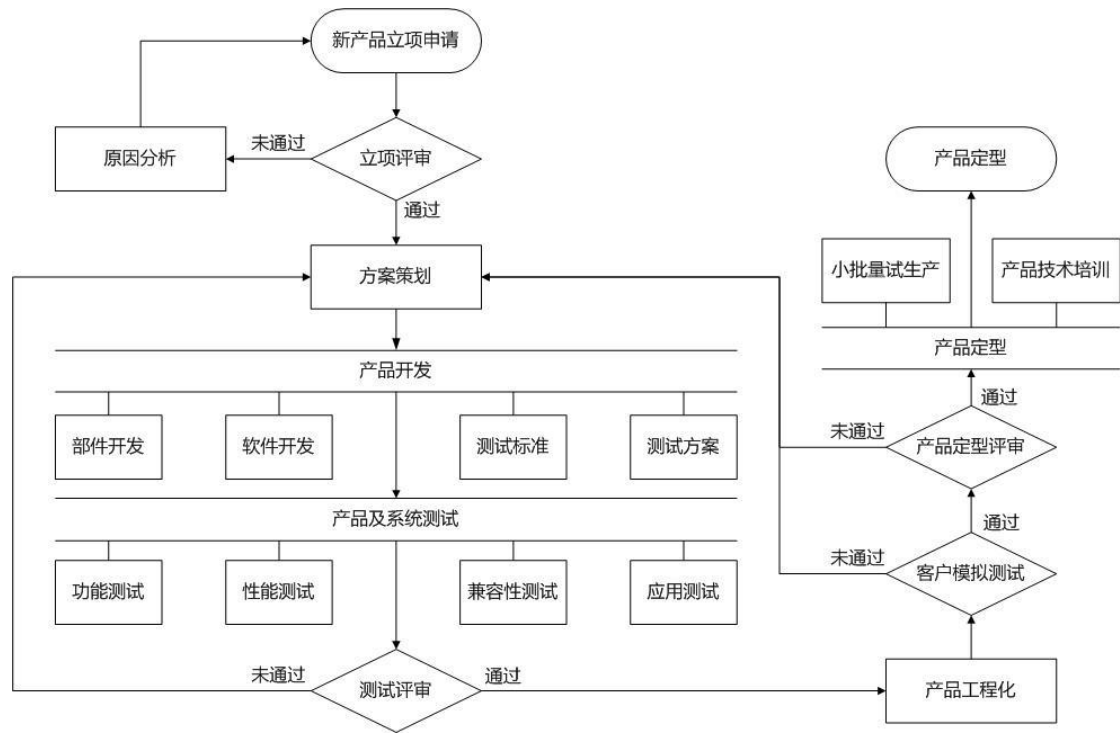 新产品立项申请
未通过
原因分析
立项评审
通过
方案策划
产品开发
部件开发
软件开发
测试标准
测试方案
产品及系统测试
功能测试
性能测试
兼容性测试
应用测试
未通过
测试评审
通过
产品工程化
客户模拟测试
未通过
通过
产品定型评审
未通过
通过
产品定型
小批量试生产
产品技术培训
产品定型